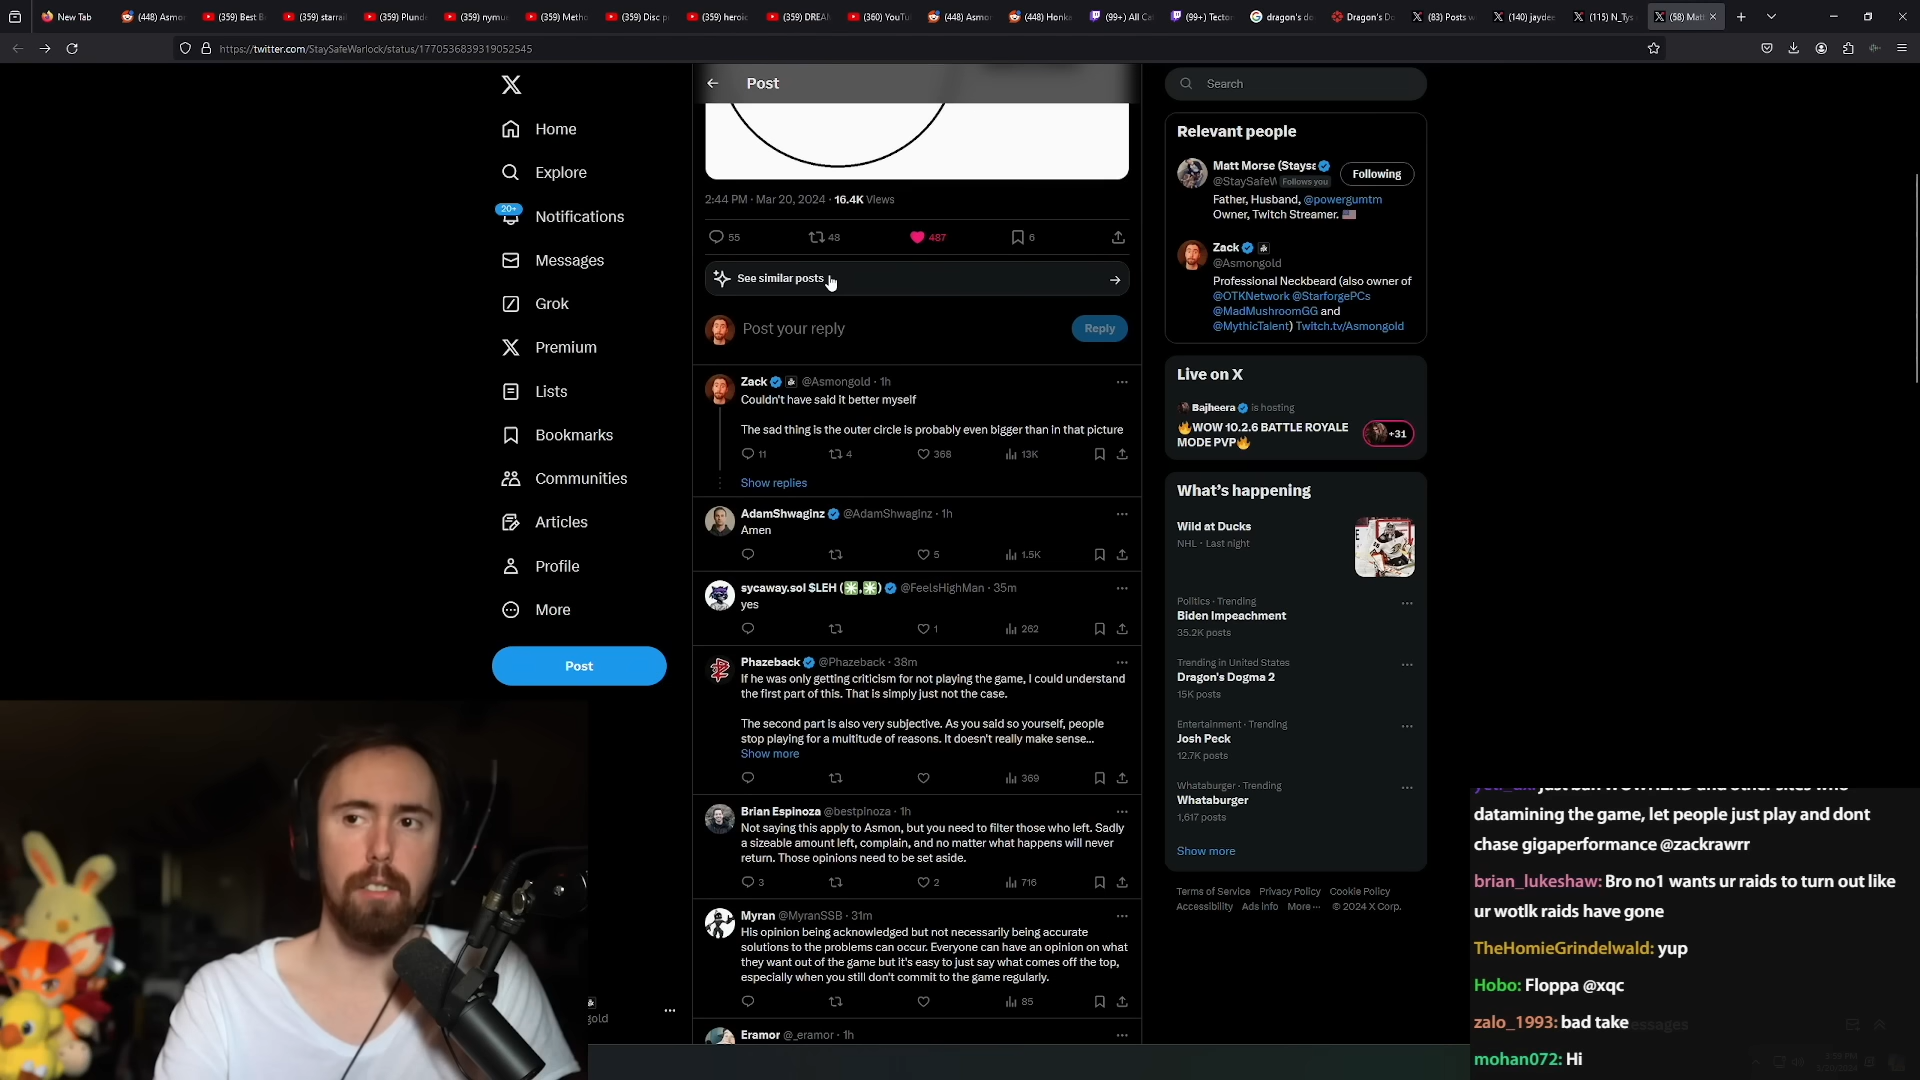 New Tab
(448) Asmo
(359) Best B
(359) starrai
(359) Plund
(359) nymu
(359) Metho
(359) Disc p
(359) heroic
(359) DREA
(360) YouTu
(448) Asmor
(448) Honka
(99+) All Ca
(99+) Tector
dragon's do
Dragon's Do
(83) Posts w
(140) jaydee
(115) N_Tys
(58) Matt
https://twitter.com/StaySafeWarlock/status/1770536839319052545
Home
Explore
20+
Notifications
Messages
Grok
Premium
Lists
Bookmarks
Communities
Articles
Profile
More
Post
gold
Post
2:44 PM · Mar 20, 2024 · 16.4K Views
55 48 487 6
See similar posts
Post your reply
Reply
Zack @Asmongold · 1h
Couldn't have said it better myself
The sad thing is the outer circle is probably even bigger than in that picture
11 4 368 13K
Show replies
AdamShwaginz @AdamShwaginz · 1h
Amen
5 1.5K
sycaway.sol $LEH (✳️,✳️) @FeelsHighMan · 35m
yes
1 262
Phazeback @Phazeback · 38m
If he was only getting criticism for not playing the game, I could understand
the first part of this. That is simply just not the case.
The second part is also very subjective. As you said so yourself, people
stop playing for a multitude of reasons. It doesn't really make sense...
Show more
369
Brian Espinoza @bestpinoza · 1h
Not saying this apply to Asmon, but you need to filter those who left. Sadly
a sizeable amount left, complain, and no matter what happens will never
return. Those opinions need to be set aside.
3 2 716
Myran @MyranSSB · 31m
His opinion being acknowledged but not necessarily being accurate
solutions to the problems can occur. Everyone can have an opinion on what
they want out of the game but it's easy to just say what comes off the top,
especially when you still don't commit to the game regularly.
85
Eramor @_eramor · 1h
Search
Relevant people
Matt Morse (Stays
@StaySafeW Follows you
Following
Father, Husband, @powergumtm
Owner, Twitch Streamer. 🇺🇸
Zack
@Asmongold
Professional Neckbeard (also owner of
@OTKNetwork @StarforgePCs
@MadMushroomGG and
@MythicTalent) Twitch.tv/Asmongold
Live on X
Bajheera is hosting
🔥WOW 10.2.6 BATTLE ROYALE
MODE PVP🔥
+31
What's happening
Wild at Ducks
NHL · Last night
Politics · Trending
Biden Impeachment
35.2K posts
Trending in United States
Dragon's Dogma 2
15K posts
Entertainment · Trending
Josh Peck
12.7K posts
Whataburger · Trending
Whataburger
1,617 posts
Show more
Terms of Service Privacy Policy Cookie Policy
Accessibility Ads info More ··· © 2024 X Corp.
datamining the game, let people just play and dont
chase gigaperformance @zackrawrr
brian_lukeshaw: Bro no1 wants ur raids to turn out like
ur wotlk raids have gone
TheHomieGrindelwald: yup
Hobo: Floppa @xqc
zalo_1993: bad take
mohan072: Hi